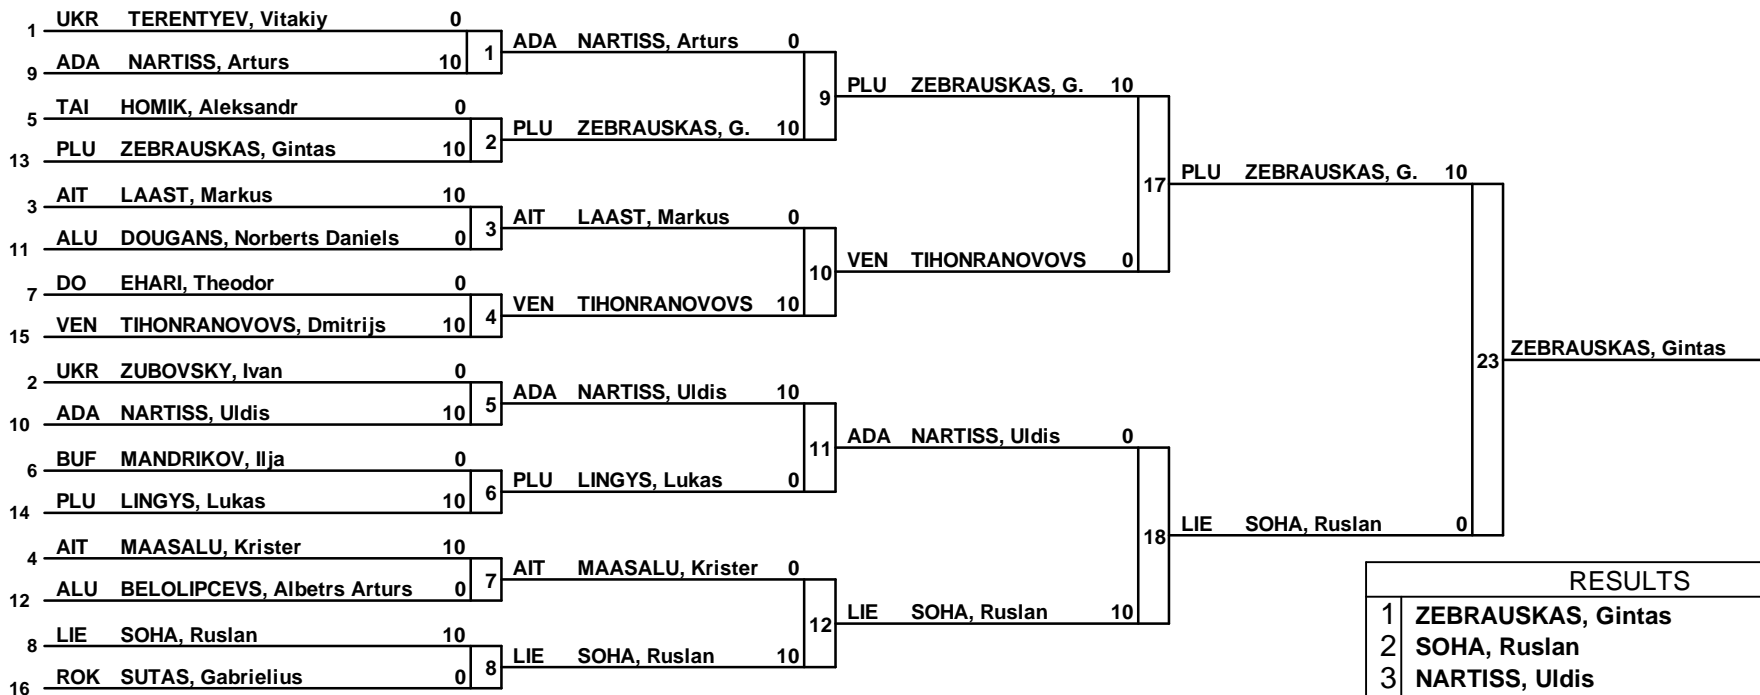 1 UKR TERENTYEV, Vitakiy 0
9 ADA NARTISS, Arturs 10
1
5 TAI HOMIK, Aleksandr 0
13 PLU ZEBRAUSKAS, Gintas 10
2
3 AIT LAAST, Markus 10
11 ALU DOUGANS, Norberts Daniels 0
3
7 DO EHARI, Theodor 0
15 VEN TIHONRANOVOVS, Dmitrijs 10
4
2 UKR ZUBOVSKY, Ivan 0
10 ADA NARTISS, Uldis 10
5
6 BUF MANDRIKOV, Ilja 0
14 PLU LINGYS, Lukas 10
6
4 AIT MAASALU, Krister 10
12 ALU BELOLIPCEVS, Albetrs Arturs 0
7
8 LIE SOHA, Ruslan 10
16 ROK SUTAS, Gabrielius 0
8
ADA NARTISS, Arturs 0
PLU ZEBRAUSKAS, G. 10
9
AIT LAAST, Markus 0
VEN TIHONRANOVOVS 10
10
ADA NARTISS, Uldis 10
PLU LINGYS, Lukas 0
11
AIT MAASALU, Krister 0
LIE SOHA, Ruslan 10
12
PLU ZEBRAUSKAS, G. 10
VEN TIHONRANOVOVS 0
17
ADA NARTISS, Uldis 0
LIE SOHA, Ruslan 10
18
PLU ZEBRAUSKAS, G. 10
LIE SOHA, Ruslan 0
23
ZEBRAUSKAS, Gintas
RESULTS
1 ZEBRAUSKAS, Gintas
2 SOHA, Ruslan
3 NARTISS, Uldis